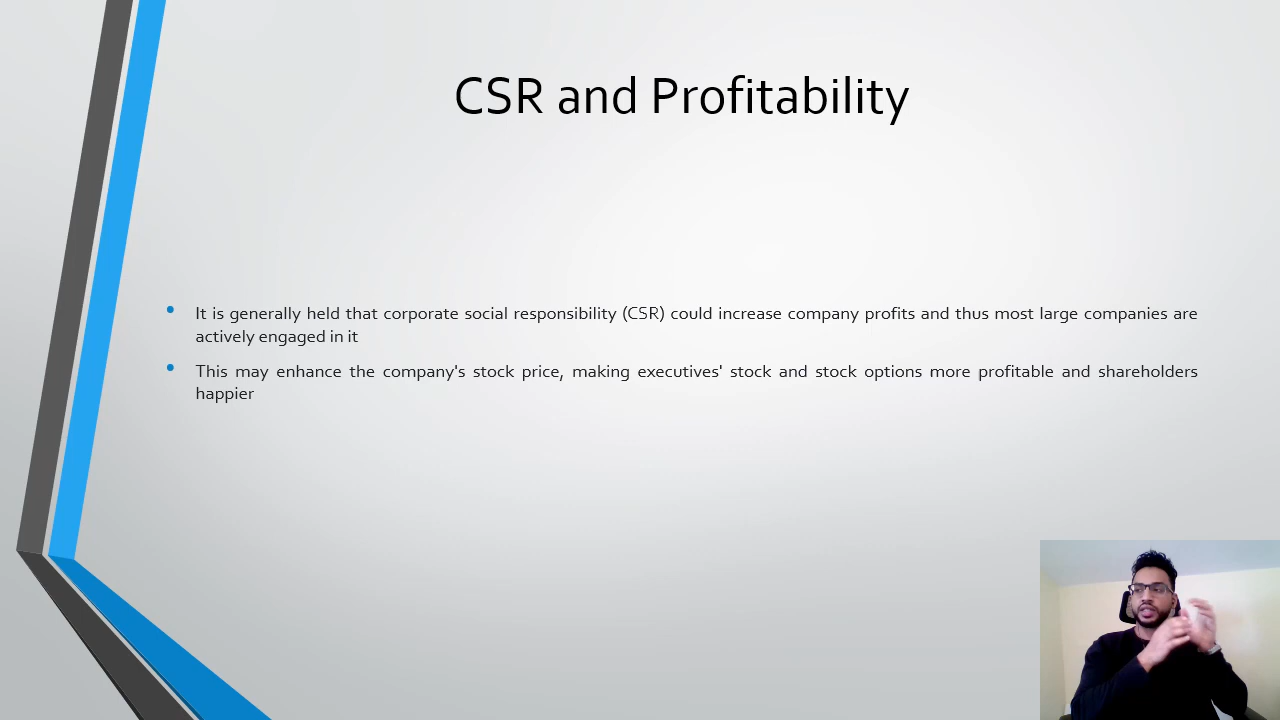 CSR and Profitability
• It is generally held that corporate social responsibility (CSR) could increase company profits and thus most large companies are
actively engaged in it
• This may enhance the company's stock price, making executives' stock and stock options more profitable and shareholders
happier